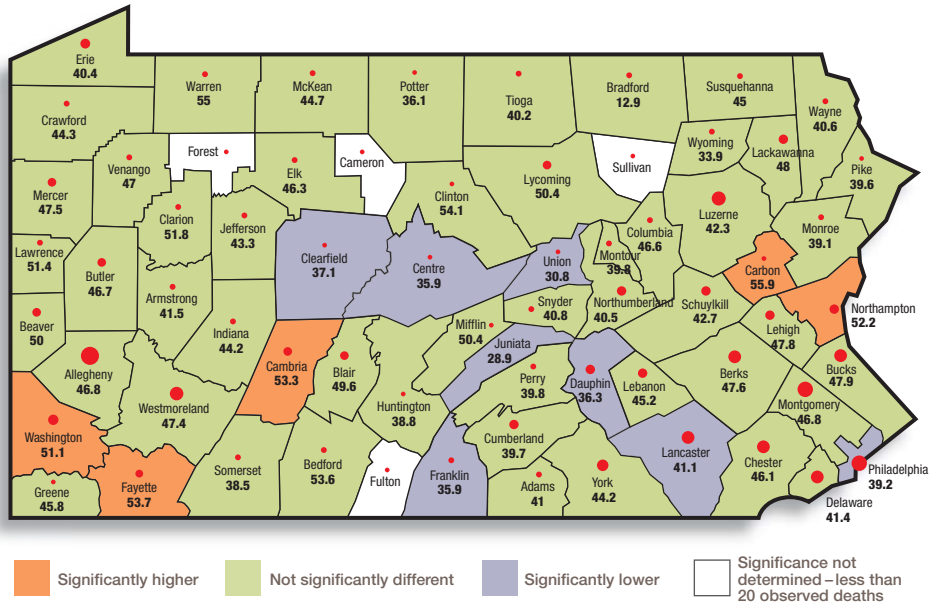 Erie
40.4
Warren
55
McKean
44.7
Potter
36.1
Tioga
40.2
Bradford
12.9
Susquehanna
45
Wayne
40.6
Crawford
44.3
Forest
Cameron
Sullivan
Wyoming
33.9
Lackawanna
48
Pike
39.6
Venango
47
Elk
46.3
Lycoming
50.4
Mercer
47.5
Clinton
54.1
Clarion
51.8
Jefferson
43.3
Luzerne
42.3
Columbia
46.6
Monroe
39.1
Lawrence
51.4
Butler
46.7
Clearfield
37.1
Centre
35.9
Union
30.8
Montour
39.8
Carbon
55.9
Armstrong
41.5
Snyder
40.8
Northumberland
40.5
Schuylkill
42.7
Northampton
52.2
Beaver
50
Indiana
44.2
Mifflin
50.4
Juniata
28.9
Lehigh
47.8
Allegheny
46.8
Cambria
53.3
Blair
49.6
Perry
39.8
Dauphin
36.3
Lebanon
45.2
Berks
47.6
Bucks
47.9
Westmoreland
47.4
Huntington
38.8
Montgomery
46.8
Washington
51.1
Cumberland
39.7
Lancaster
41.1
Chester
46.1
Philadelphia
39.2
Greene
45.8
Fayette
53.7
Somerset
38.5
Bedford
53.6
Fulton
Franklin
35.9
Adams
41
York
44.2
Delaware
41.4
Significantly higher
Not significantly different
Significantly lower
Significance not
determined – less than
20 observed deaths